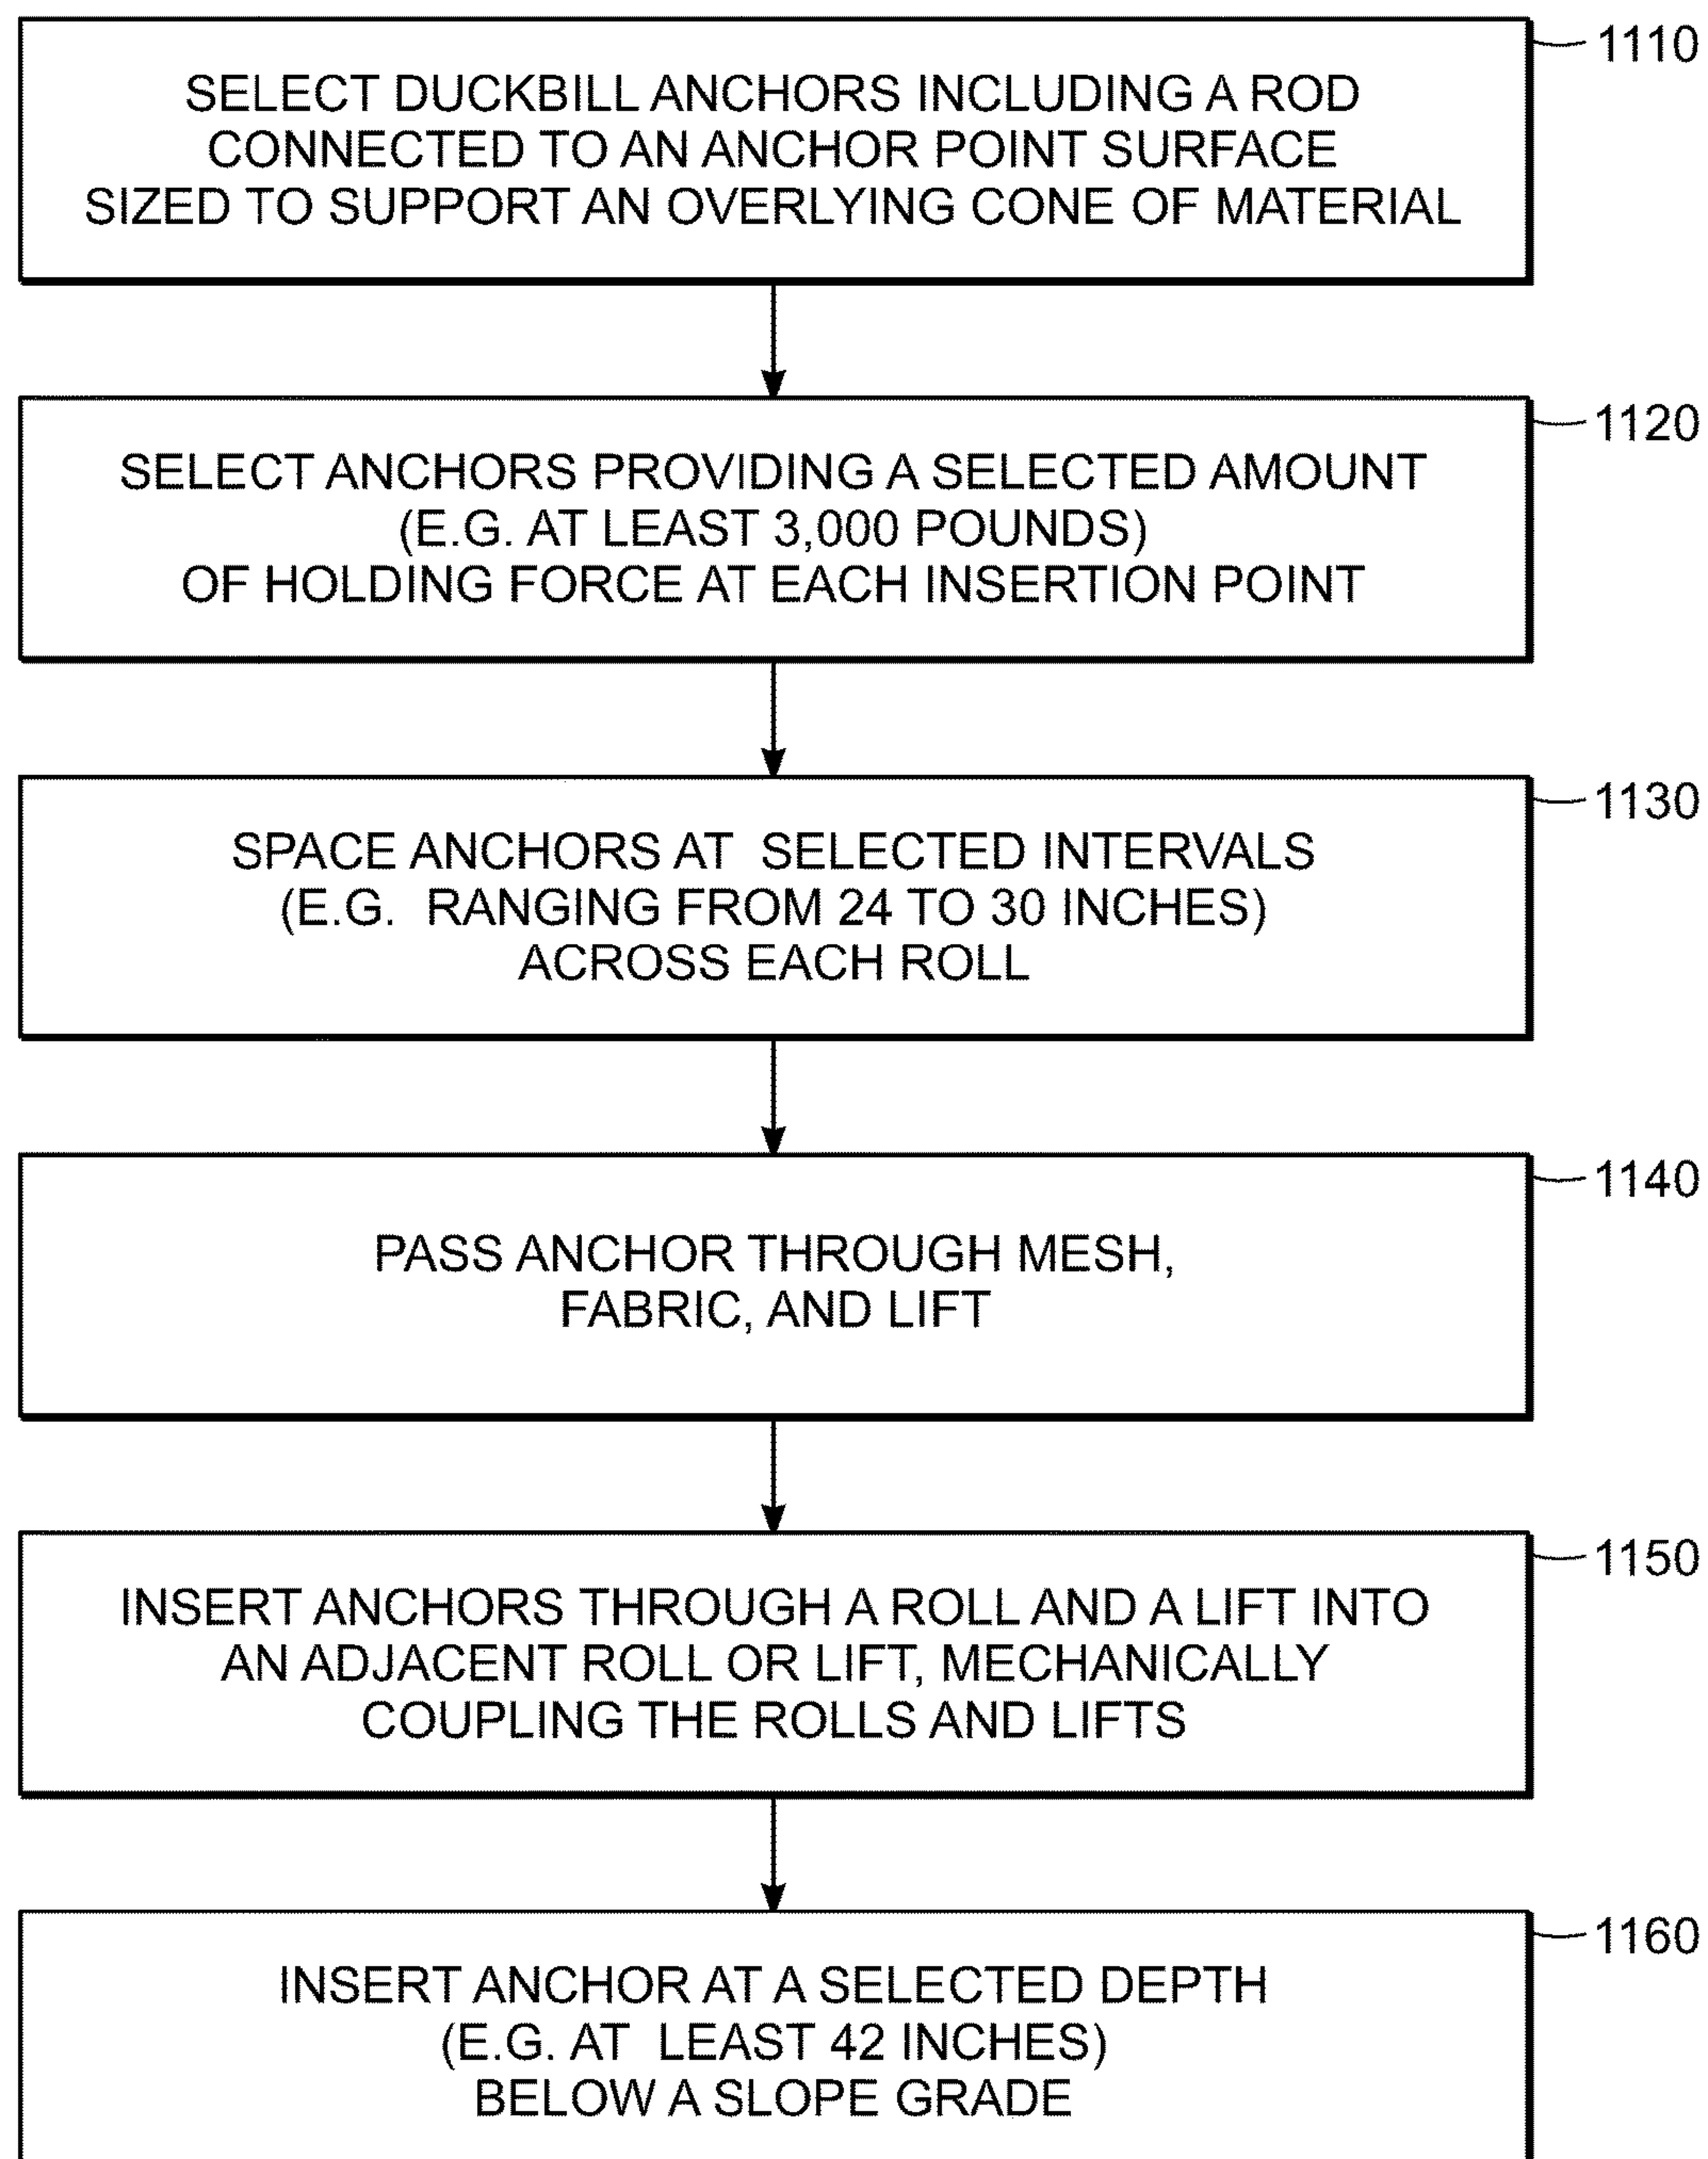 1110
SELECT DUCKBILL ANCHORS INCLUDING A ROD
CONNECTED TO AN ANCHOR POINT SURFACE
SIZED TO SUPPORT AN OVERLYING CONE OF MATERIAL
1120
SELECT ANCHORS PROVIDING A SELECTED AMOUNT
(E.G. AT LEAST 3,000 POUNDS)
OF HOLDING FORCE AT EACH INSERTION POINT
1130
SPACE ANCHORS AT SELECTED INTERVALS
(E.G. RANGING FROM 24 TO 30 INCHES)
ACROSS EACH ROLL
1140
PASS ANCHOR THROUGH MESH,
FABRIC, AND LIFT
1150
INSERT ANCHORS THROUGH A ROLL AND A LIFT INTO
AN ADJACENT ROLL OR LIFT, MECHANICALLY
COUPLING THE ROLLS AND LIFTS
1160
INSERT ANCHOR AT A SELECTED DEPTH
(E.G. AT LEAST 42 INCHES)
BELOW A SLOPE GRADE